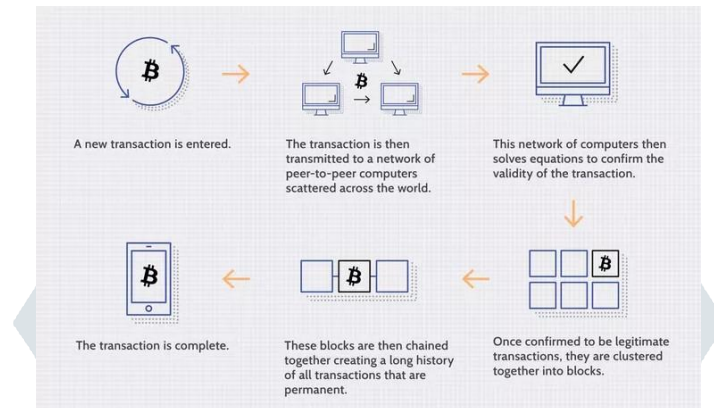 A new transaction is entered.
The transaction is then
transmitted to a network of
peer-to-peer computers
scattered across the world.
This network of computers then
solves equations to confirm the
validity of the transaction.
Once confirmed to be legitimate
transactions, they are clustered
together into blocks.
These blocks are then chained
together creating a long history
of all transactions that are
permanent.
The transaction is complete.